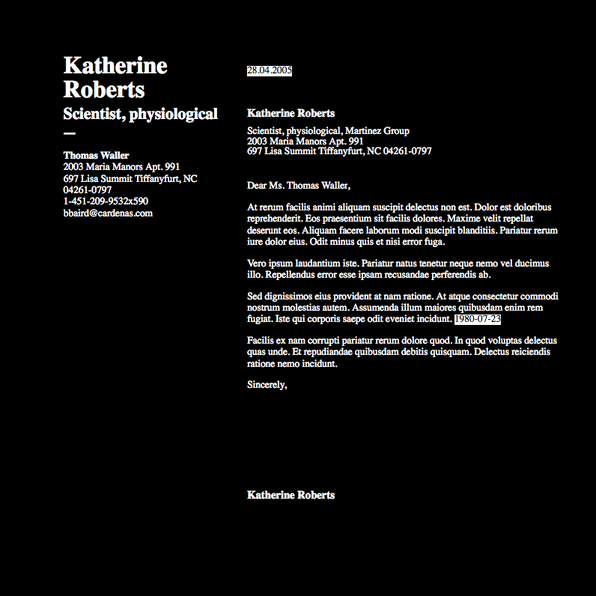 Katherine
Roberts
Scientist, physiological
—
Thomas Waller
2003 Maria Manors Apt. 991
697 Lisa Summit Tiffanyfurt, NC
04261-0797
1-451-209-9532x590
bbaird@cardenas.com
28.04.2005
Katherine Roberts
Scientist, physiological, Martinez Group
2003 Maria Manors Apt. 991
697 Lisa Summit Tiffanyfurt, NC 04261-0797
Dear Ms. Thomas Waller,
At rerum facilis animi aliquam suscipit delectus non est. Dolor est doloribus
reprehenderit. Eos praesentium sit facilis dolores. Maxime velit repellat
deserunt eos. Aliquam facere laborum modi suscipit blanditiis. Pariatur rerum
iure dolor eius. Odit minus quis et nisi error fuga.
Vero ipsum laudantium iste. Pariatur natus tenetur neque nemo vel ducimus
illo. Repellendus error esse ipsam recusandae perferendis ab.
Sed dignissimos eius provident at nam ratione. At atque consectetur commodi
nostrum molestias autem. Assumenda illum maiores quibusdam enim rem
fugiat. Iste qui corporis saepe odit eveniet incidunt. 1980-07-23
Facilis ex nam corrupti pariatur rerum dolore quod. In quod voluptas delectus
quas unde. Et repudiandae quibusdam debitis quisquam. Delectus reiciendis
ratione nemo incidunt.
Sincerely,
Katherine Roberts